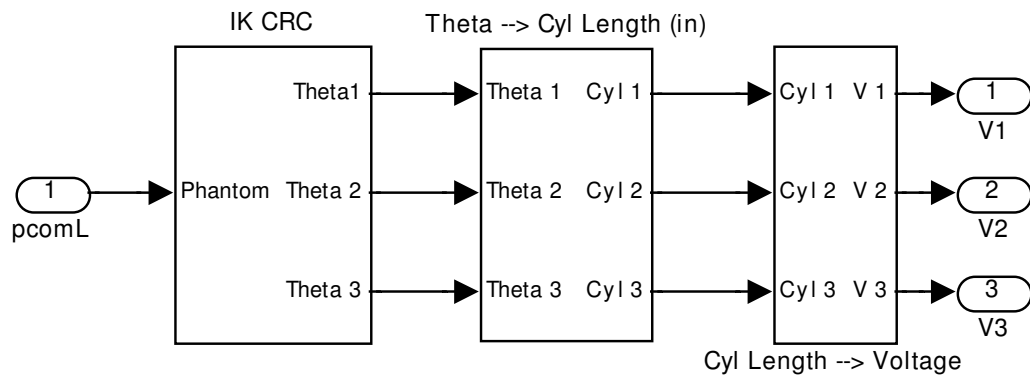 IK CRC
Theta --> Cyl Length (in)
Theta1
Theta 1
Cyl 1
Cyl 1
V 1
1
V1
1
pcomL
Phantom
Theta 2
Theta 2
Cyl 2
Cyl 2
V 2
2
V2
Theta 3
Theta 3
Cyl 3
Cyl 3
V 3
3
V3
Cyl Length --> Voltage